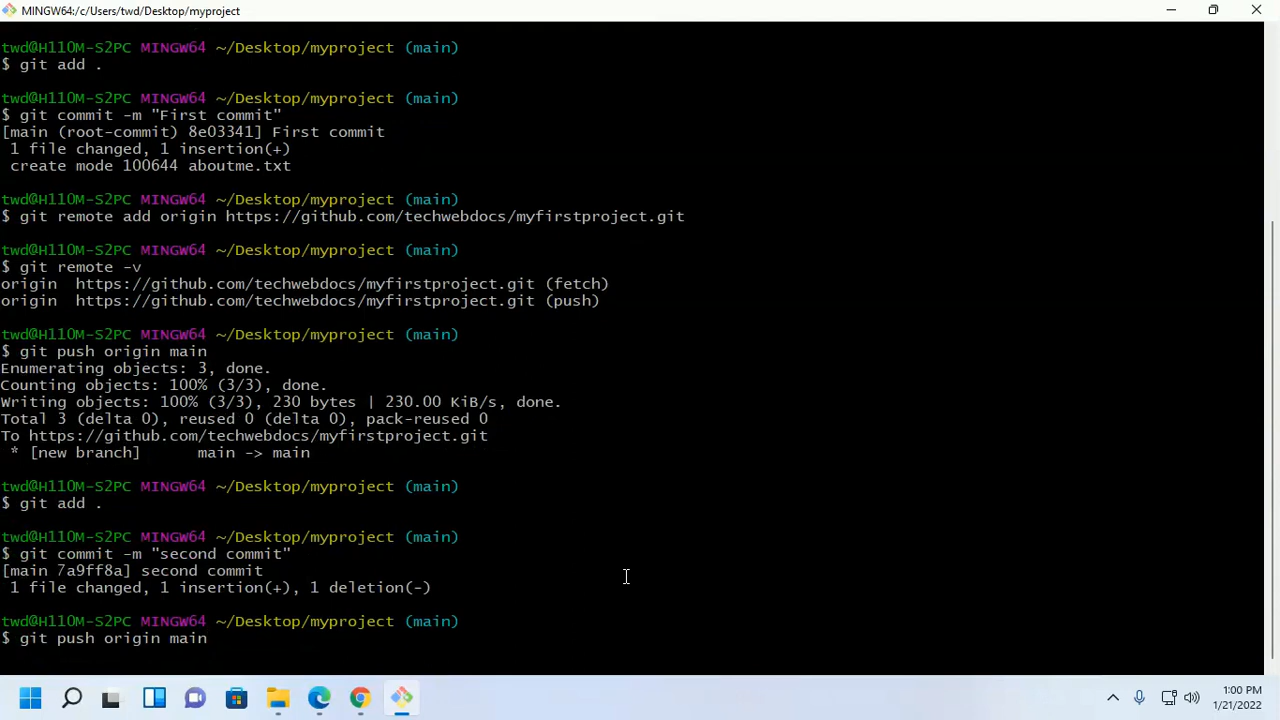 MINGW64:/c/Users/twd/Desktop/myproject
twd@H110M-S2PC MINGW64 ~/Desktop/myproject (main)
$ git add .
twd@H110M-S2PC MINGW64 ~/Desktop/myproject (main)
$ git commit -m "First commit"
[main (root-commit) 8e03341] First commit
 1 file changed, 1 insertion(+)
 create mode 100644 aboutme.txt
twd@H110M-S2PC MINGW64 ~/Desktop/myproject (main)
$ git remote add origin https://github.com/techwebdocs/myfirstproject.git
twd@H110M-S2PC MINGW64 ~/Desktop/myproject (main)
$ git remote -v
origin  https://github.com/techwebdocs/myfirstproject.git (fetch)
origin  https://github.com/techwebdocs/myfirstproject.git (push)
twd@H110M-S2PC MINGW64 ~/Desktop/myproject (main)
$ git push origin main
Enumerating objects: 3, done.
Counting objects: 100% (3/3), done.
Writing objects: 100% (3/3), 230 bytes | 230.00 KiB/s, done.
Total 3 (delta 0), reused 0 (delta 0), pack-reused 0
To https://github.com/techwebdocs/myfirstproject.git
 * [new branch]      main -> main
twd@H110M-S2PC MINGW64 ~/Desktop/myproject (main)
$ git add .
twd@H110M-S2PC MINGW64 ~/Desktop/myproject (main)
$ git commit -m "second commit"
[main 7a9ff8a] second commit
 1 file changed, 1 insertion(+), 1 deletion(-)
twd@H110M-S2PC MINGW64 ~/Desktop/myproject (main)
$ git push origin main
1:00 PM
1/21/2022